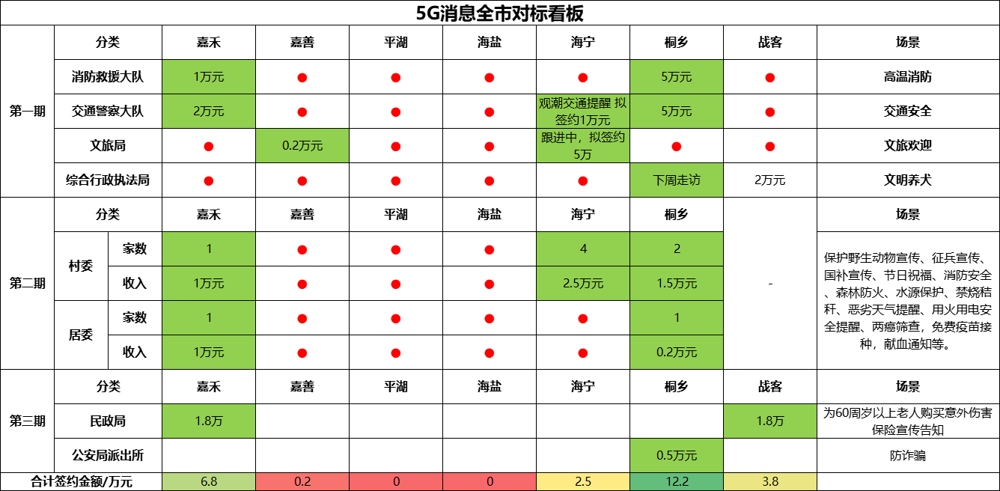 5G消息全市对标看板
第一期 分类 嘉禾 嘉善 平湖 海盐 海宁 桐乡 战客 场景
消防救援大队 1万元 ● ● ● ● 5万元 ● 高温消防
交通警察大队 2万元 ● ● ● 观潮交通提醒 拟
签约1万元 5万元 ● 交通安全
文旅局 ● 0.2万元 ● ● 跟进中，拟签约
5万 ● ● 文旅欢迎
综合行政执法局 ● ● ● ● ● 下周走访 2万元 文明养犬
第二期 分类 嘉禾 嘉善 平湖 海盐 海宁 桐乡 - 场景
村委 家数 1 ● ● ● 4 2
收入 1万元 ● ● ● 2.5万元 1.5万元
居委 家数 1 ● ● ● ● 1
收入 1万元 ● ● ● ● 0.2万元
保护野生动物宣传、征兵宣传、
国补宣传、节日祝福、消防安全
、森林防火、水源保护、禁烧秸
秆、恶劣天气提醒、用火用电安
全提醒、两癌筛查，免费疫苗接
种，献血通知等。
第三期 分类 嘉禾 嘉善 平湖 海盐 海宁 桐乡 战客 场景
民政局 1.8万 1.8万 为60周岁以上老人购买意外伤害
保险宣传告知
公安局派出所 0.5万元 防诈骗
合计签约金额/万元 6.8 0.2 0 0 2.5 12.2 3.8